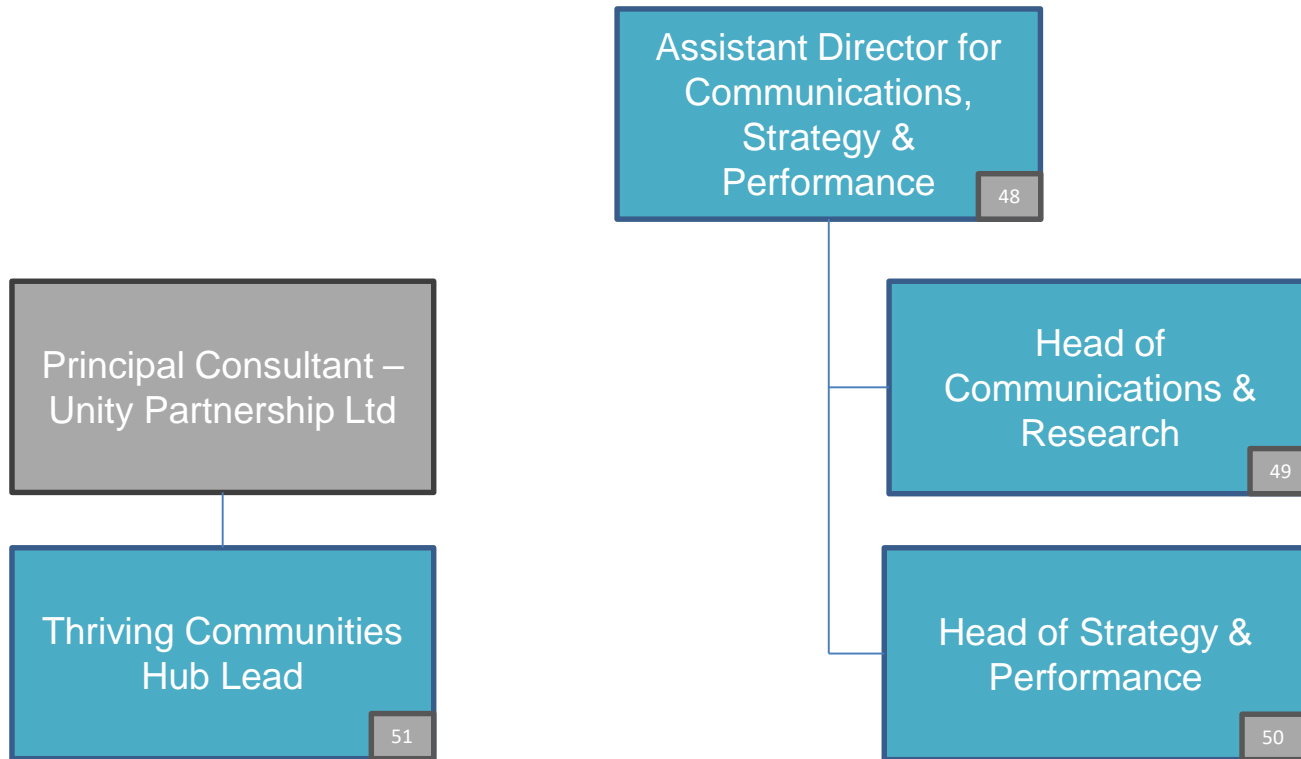 Assistant Director for
Communications,
Strategy &
Performance
48
Principal Consultant –
Unity Partnership Ltd
Head of
Communications &
Research
49
Thriving Communities
Hub Lead
51
Head of Strategy &
Performance
50